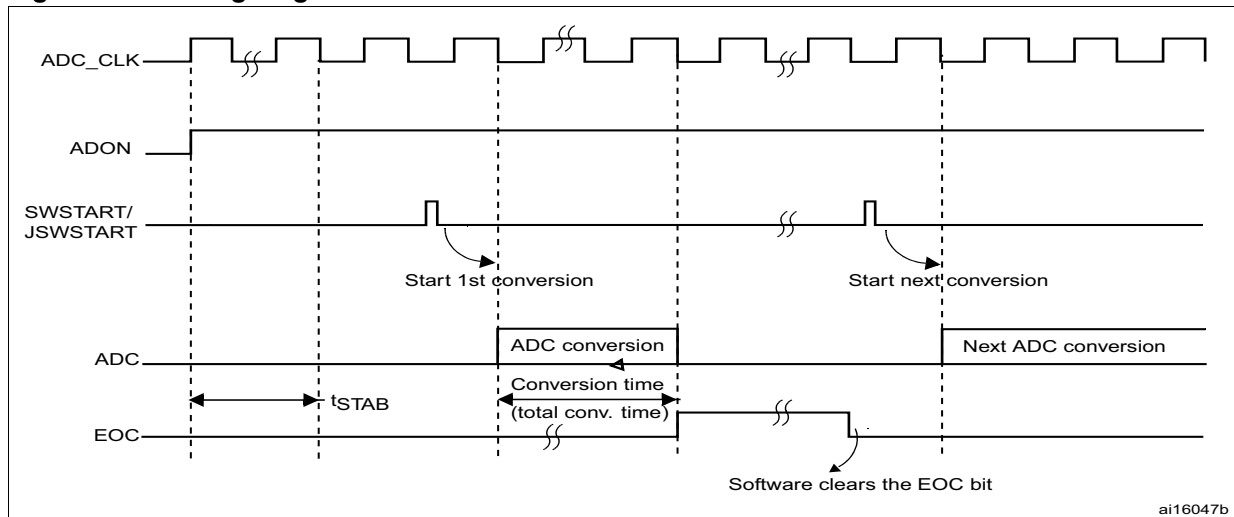 ADC_CLK
ADON
SWSTART/
JSWSTART
Start 1st conversion
Start next conversion
ADC
ADC conversion
Next ADC conversion
Conversion time
tSTAB
(total conv. time)
EOC
Software clears the EOC bit
ai16047b